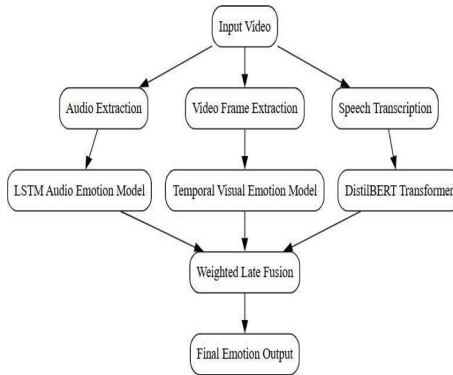 Input Video
Audio Extraction
Video Frame Extraction
Speech Transcription
LSTM Audio Emotion Model
Temporal Visual Emotion Model
DistilBERT Transformer
Weighted Late Fusion
Final Emotion Output